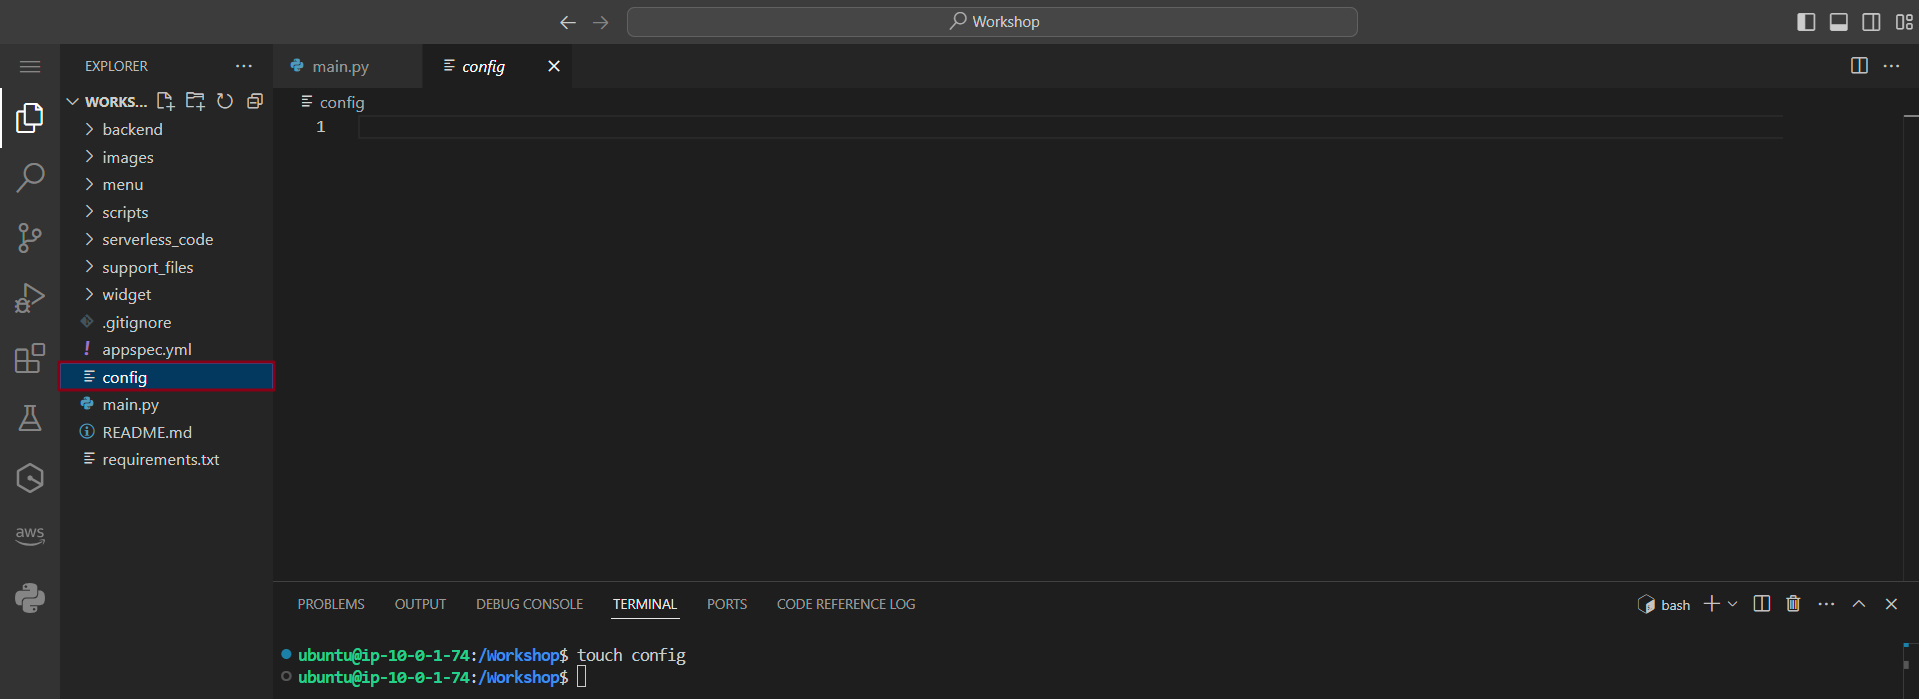 Workshop
EXPLORER
WORKS...
backend
images
menu
scripts
serverless_code
support_files
widget
.gitignore
! appspec.yml
config
main.py
README.md
requirements.txt
aws
main.py
config
config
1
PROBLEMS OUTPUT DEBUG CONSOLE TERMINAL PORTS CODE REFERENCE LOG
bash
ubuntu@ip-10-0-1-74:/Workshop$ touch config
ubuntu@ip-10-0-1-74:/Workshop$